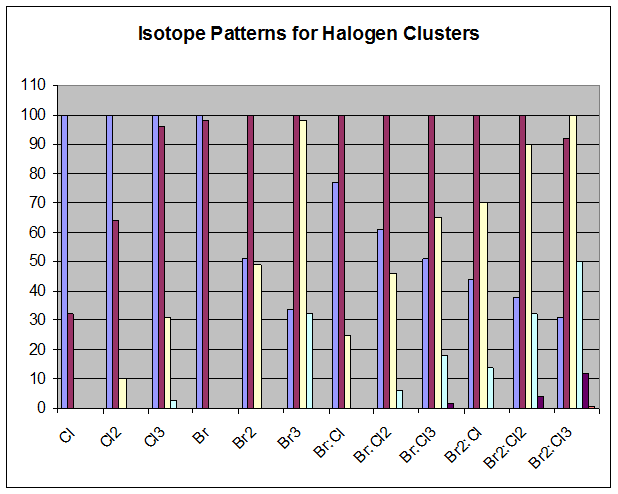 Isotope Patterns for Halogen Clusters
110
100
90
80
70
60
50
40
30
20
10
0
Cl
Cl2
Cl3
Br
Br2
Br3
Br:Cl
Br:Cl2
Br:Cl3
Br2:Cl
Br2:Cl2
Br2:Cl3